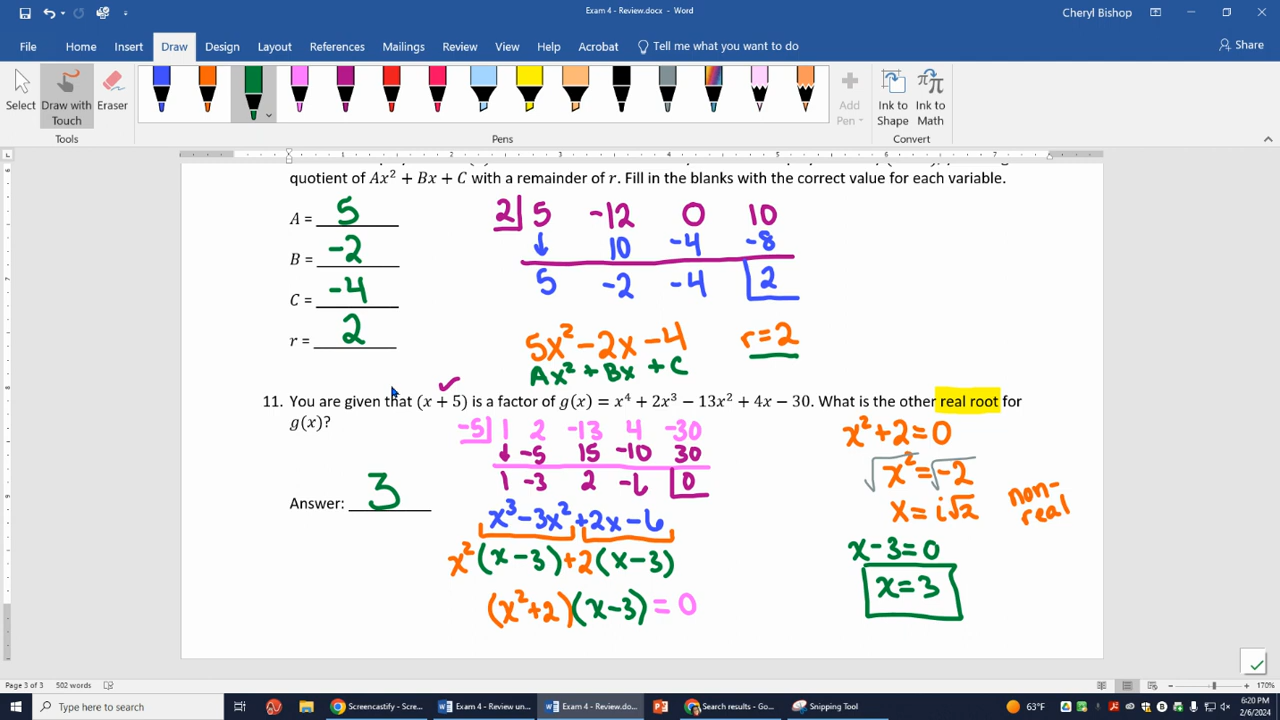 Exam 4 - Review.docx - Word
Cheryl Bishop
File Home Insert Draw Design Layout References Mailings Review View Help Acrobat Tell me what you want to do Share
Select Draw with Touch Eraser Add Pen Ink to Shape Ink to Math
Tools Pens Convert
1 2 3 4 5 6 7
quotient of Ax² + Bx + C with a remainder of r. Fill in the blanks with the correct value for each variable.
A = 5
B = -2
C = -4
r = 2
2 5 -12 0 10
↓ 10 -4 -8
5 -2 -4 2
5x² - 2x - 4 r = 2
Ax² + Bx + C
11. You are given that (x + 5) is a factor of g(x) = x⁴ + 2x³ − 13x² + 4x − 30. What is the other real root for
g(x)?
Answer: 3
-5 1 2 -13 4 -30
↓ -5 15 -10 30
1 -3 2 -6 0
x³ - 3x² + 2x - 6
x²(x - 3) + 2(x - 3)
(x² + 2)(x - 3) = 0
x² + 2 = 0
√x² = √-2
x = i√2 non-real
x - 3 = 0
x = 3
Page 3 of 3 502 words 170%
Type here to search Screencastify - Scre... Exam 4 - Review un... Exam 4 - Review.do... Search results - Go... Snipping Tool 63°F 6:20 PM
2/6/2024